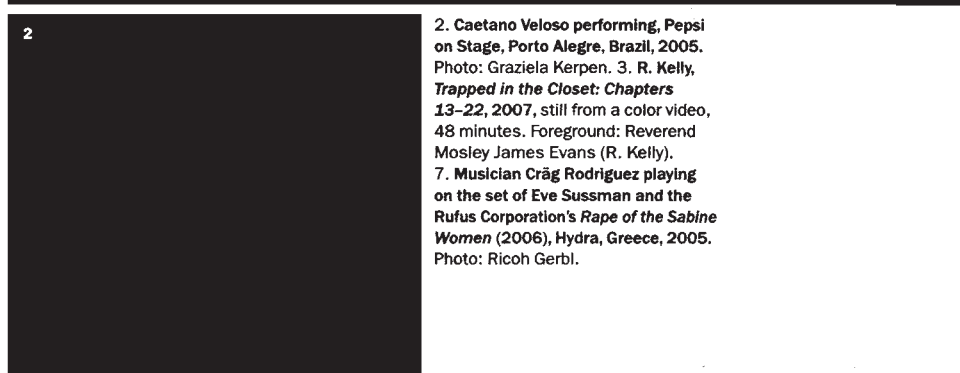 2
2. Caetano Veloso performing, Pepsi
on Stage, Porto Alegre, Brazil, 2005.
Photo: Graziela Kerpen. 3. R. Kelly,
Trapped in the Closet: Chapters
13–22, 2007, still from a color video,
48 minutes. Foreground: Reverend
Mosley James Evans (R. Kelly).
7. Musician Cräg Rodriguez playing
on the set of Eve Sussman and the
Rufus Corporation's Rape of the Sabine
Women (2006), Hydra, Greece, 2005.
Photo: Ricoh Gerbl.